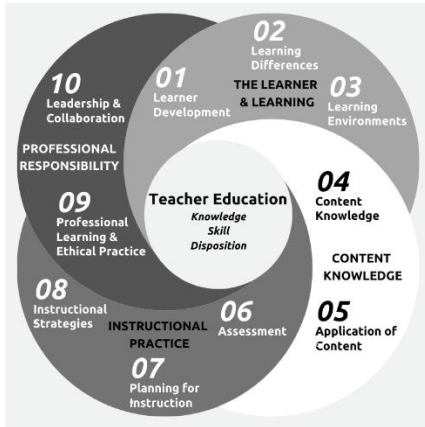 01
Learner
Development
02
Learning
Differences
THE LEARNER
& LEARNING
03
Learning
Environments
04
Content
Knowledge
CONTENT
KNOWLEDGE
05
Application of
Content
06
Assessment
INSTRUCTIONAL
PRACTICE
07
Planning for
Instruction
08
Instructional
Strategies
09
Professional
Learning &
Ethical Practice
PROFESSIONAL
RESPONSIBILITY
10
Leadership &
Collaboration
Teacher Education
Knowledge
Skill
Disposition